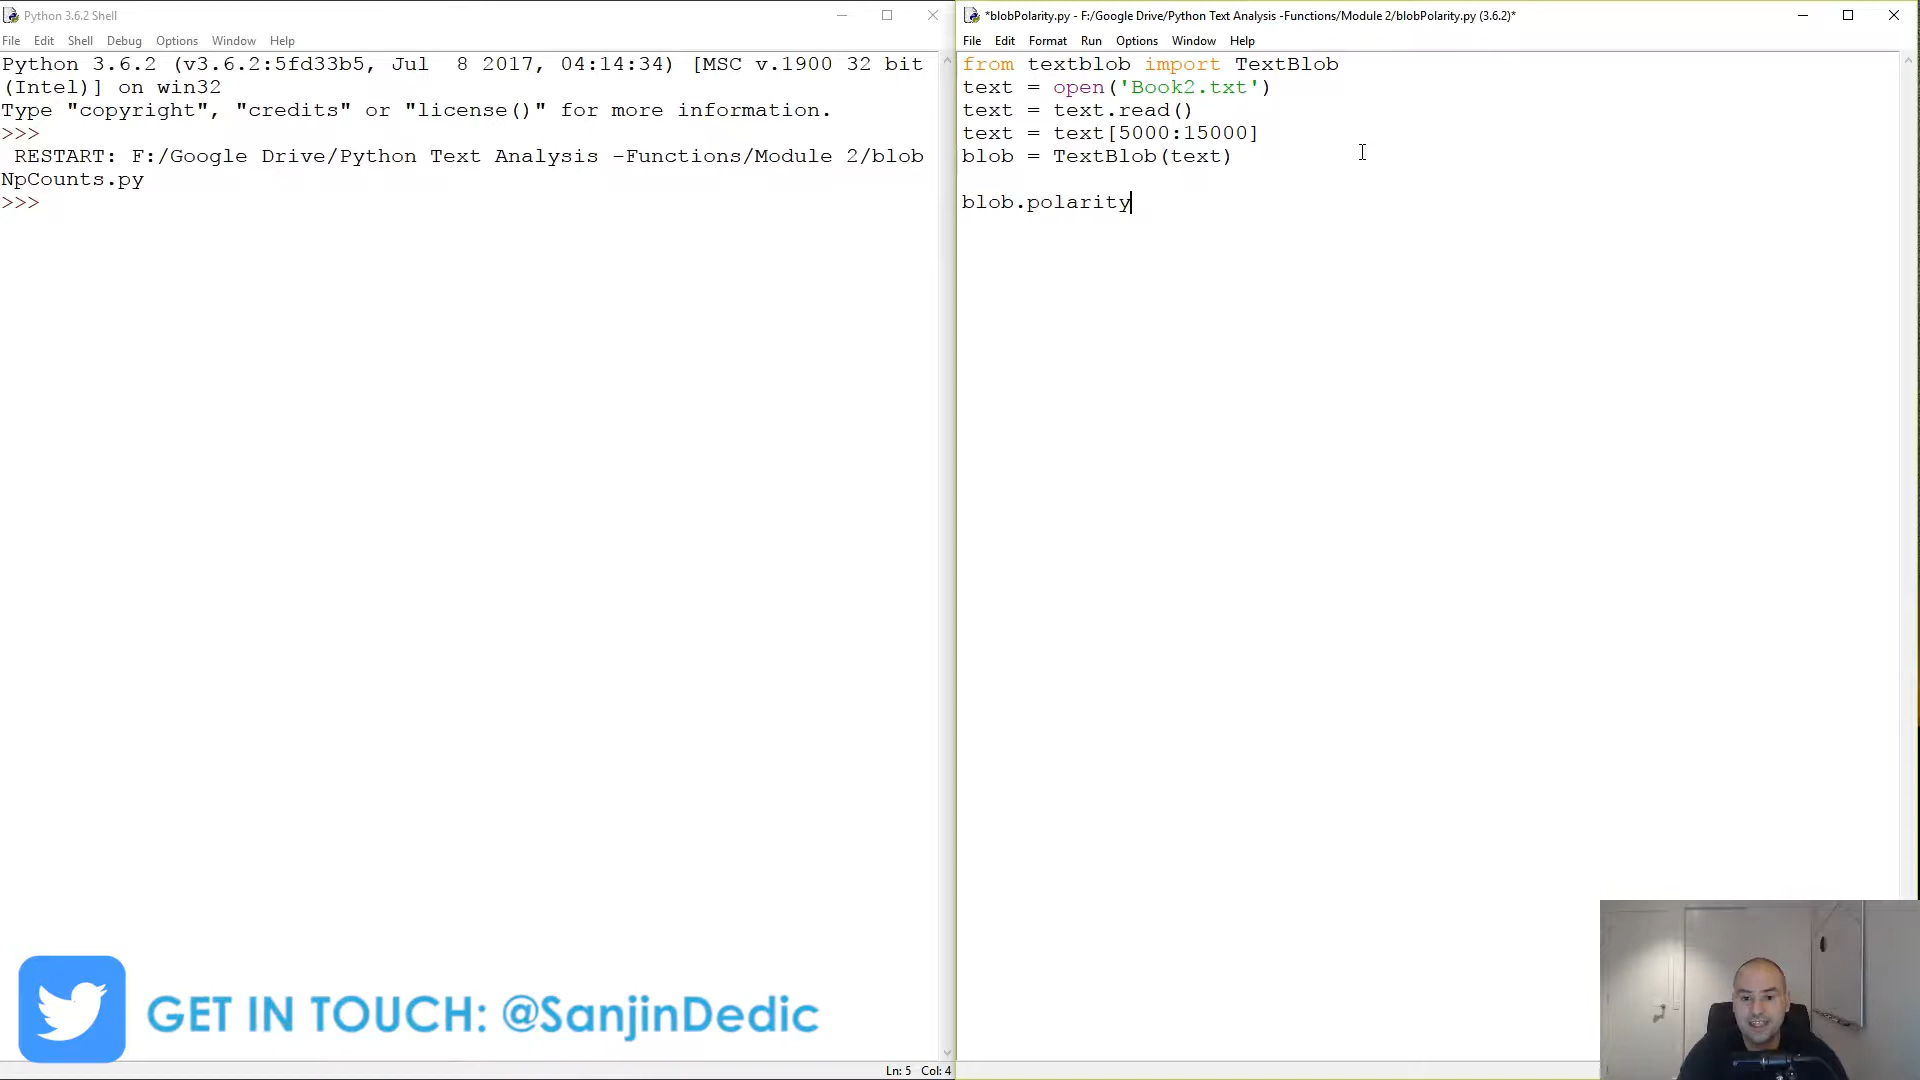 Python 3.6.2 Shell
File Edit Shell Debug Options Window Help
Python 3.6.2 (v3.6.2:5fd33b5, Jul  8 2017, 04:14:34) [MSC v.1900 32 bit
(Intel)] on win32
Type "copyright", "credits" or "license()" for more information.
>>>
 RESTART: F:/Google Drive/Python Text Analysis -Functions/Module 2/blob
NpCounts.py
>>>
GET IN TOUCH: @SanjinDedic
Ln: 5 Col: 4
*blobPolarity.py - F:/Google Drive/Python Text Analysis -Functions/Module 2/blobPolarity.py (3.6.2)*
File Edit Format Run Options Window Help
from textblob import TextBlob
text = open('Book2.txt')
text = text.read()
text = text[5000:15000]
blob = TextBlob(text)
blob.polarity